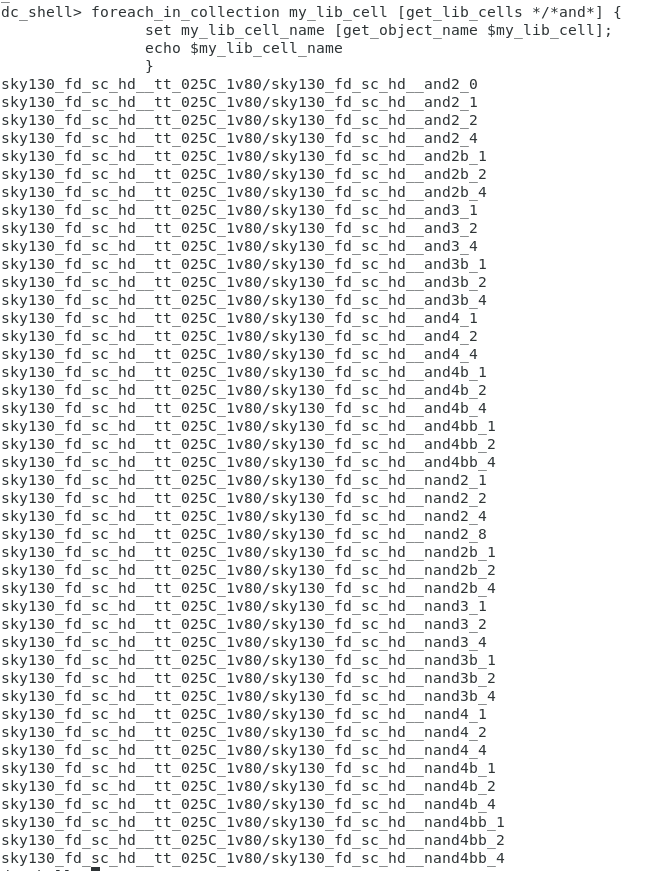 dc_shell> foreach_in_collection my_lib_cell [get_lib_cells */*and*] {
set my_lib_cell_name [get_object_name $my_lib_cell];
echo $my_lib_cell_name
}
sky130_fd_sc_hd__tt_025C_1v80/sky130_fd_sc_hd__and2_0
sky130_fd_sc_hd__tt_025C_1v80/sky130_fd_sc_hd__and2_1
sky130_fd_sc_hd__tt_025C_1v80/sky130_fd_sc_hd__and2_2
sky130_fd_sc_hd__tt_025C_1v80/sky130_fd_sc_hd__and2_4
sky130_fd_sc_hd__tt_025C_1v80/sky130_fd_sc_hd__and2b_1
sky130_fd_sc_hd__tt_025C_1v80/sky130_fd_sc_hd__and2b_2
sky130_fd_sc_hd__tt_025C_1v80/sky130_fd_sc_hd__and2b_4
sky130_fd_sc_hd__tt_025C_1v80/sky130_fd_sc_hd__and3_1
sky130_fd_sc_hd__tt_025C_1v80/sky130_fd_sc_hd__and3_2
sky130_fd_sc_hd__tt_025C_1v80/sky130_fd_sc_hd__and3_4
sky130_fd_sc_hd__tt_025C_1v80/sky130_fd_sc_hd__and3b_1
sky130_fd_sc_hd__tt_025C_1v80/sky130_fd_sc_hd__and3b_2
sky130_fd_sc_hd__tt_025C_1v80/sky130_fd_sc_hd__and3b_4
sky130_fd_sc_hd__tt_025C_1v80/sky130_fd_sc_hd__and4_1
sky130_fd_sc_hd__tt_025C_1v80/sky130_fd_sc_hd__and4_2
sky130_fd_sc_hd__tt_025C_1v80/sky130_fd_sc_hd__and4_4
sky130_fd_sc_hd__tt_025C_1v80/sky130_fd_sc_hd__and4b_1
sky130_fd_sc_hd__tt_025C_1v80/sky130_fd_sc_hd__and4b_2
sky130_fd_sc_hd__tt_025C_1v80/sky130_fd_sc_hd__and4b_4
sky130_fd_sc_hd__tt_025C_1v80/sky130_fd_sc_hd__and4bb_1
sky130_fd_sc_hd__tt_025C_1v80/sky130_fd_sc_hd__and4bb_2
sky130_fd_sc_hd__tt_025C_1v80/sky130_fd_sc_hd__and4bb_4
sky130_fd_sc_hd__tt_025C_1v80/sky130_fd_sc_hd__nand2_1
sky130_fd_sc_hd__tt_025C_1v80/sky130_fd_sc_hd__nand2_2
sky130_fd_sc_hd__tt_025C_1v80/sky130_fd_sc_hd__nand2_4
sky130_fd_sc_hd__tt_025C_1v80/sky130_fd_sc_hd__nand2_8
sky130_fd_sc_hd__tt_025C_1v80/sky130_fd_sc_hd__nand2b_1
sky130_fd_sc_hd__tt_025C_1v80/sky130_fd_sc_hd__nand2b_2
sky130_fd_sc_hd__tt_025C_1v80/sky130_fd_sc_hd__nand2b_4
sky130_fd_sc_hd__tt_025C_1v80/sky130_fd_sc_hd__nand3_1
sky130_fd_sc_hd__tt_025C_1v80/sky130_fd_sc_hd__nand3_2
sky130_fd_sc_hd__tt_025C_1v80/sky130_fd_sc_hd__nand3_4
sky130_fd_sc_hd__tt_025C_1v80/sky130_fd_sc_hd__nand3b_1
sky130_fd_sc_hd__tt_025C_1v80/sky130_fd_sc_hd__nand3b_2
sky130_fd_sc_hd__tt_025C_1v80/sky130_fd_sc_hd__nand3b_4
sky130_fd_sc_hd__tt_025C_1v80/sky130_fd_sc_hd__nand4_1
sky130_fd_sc_hd__tt_025C_1v80/sky130_fd_sc_hd__nand4_2
sky130_fd_sc_hd__tt_025C_1v80/sky130_fd_sc_hd__nand4_4
sky130_fd_sc_hd__tt_025C_1v80/sky130_fd_sc_hd__nand4b_1
sky130_fd_sc_hd__tt_025C_1v80/sky130_fd_sc_hd__nand4b_2
sky130_fd_sc_hd__tt_025C_1v80/sky130_fd_sc_hd__nand4b_4
sky130_fd_sc_hd__tt_025C_1v80/sky130_fd_sc_hd__nand4bb_1
sky130_fd_sc_hd__tt_025C_1v80/sky130_fd_sc_hd__nand4bb_2
sky130_fd_sc_hd__tt_025C_1v80/sky130_fd_sc_hd__nand4bb_4